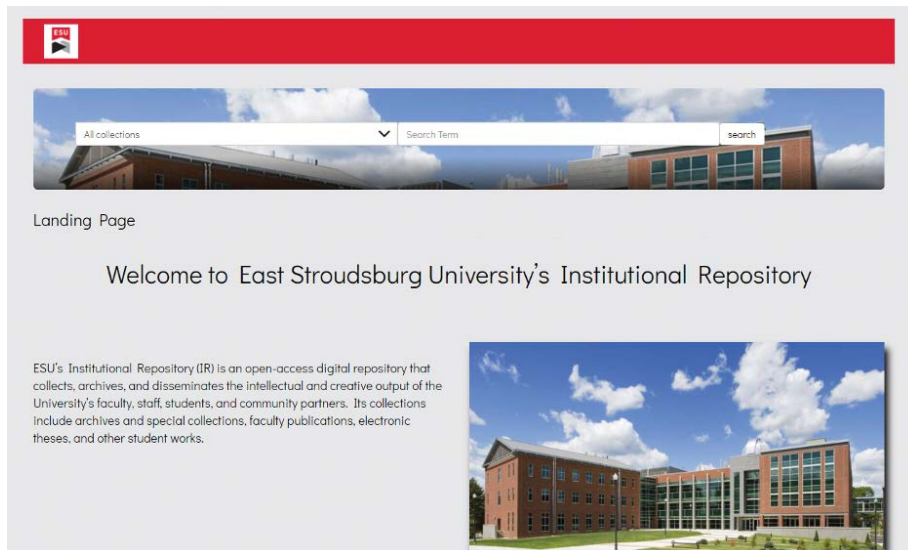 ESU
All collections
Search Term
search
Landing Page
Welcome to East Stroudsburg University's Institutional Repository
ESU's Institutional Repository (IR) is an open-access digital repository that
collects, archives, and disseminates the intellectual and creative output of the
University's faculty, staff, students, and community partners. Its collections
include archives and special collections, faculty publications, electronic
theses, and other student works.